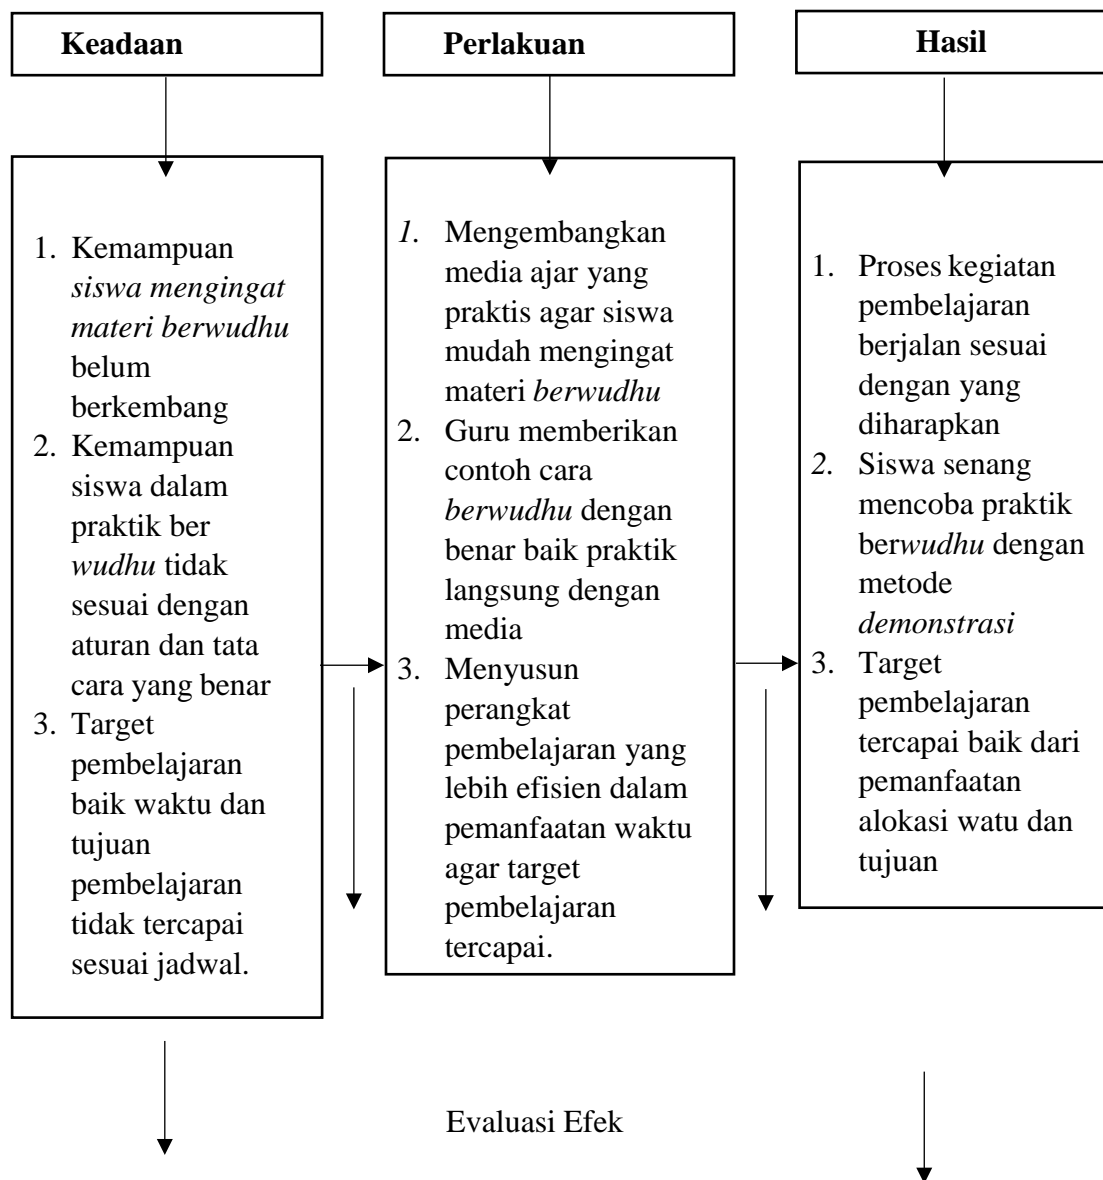 Keadaan
Perlakuan
Hasil
1. Kemampuan
siswa mengingat
materi berwudhu
belum
berkembang
2. Kemampuan
siswa dalam
praktik ber
wudhu tidak
sesuai dengan
aturan dan tata
cara yang benar
3. Target
pembelajaran
baik waktu dan
tujuan
pembelajaran
tidak tercapai
sesuai jadwal.
1. Mengembangkan
media ajar yang
praktis agar siswa
mudah mengingat
materi berwudhu
2. Guru memberikan
contoh cara
berwudhu dengan
benar baik praktik
langsung dengan
media
3. Menyusun
perangkat
pembelajaran yang
lebih efisien dalam
pemanfaatan waktu
agar target
pembelajaran
tercapai.
1. Proses kegiatan
pembelajaran
berjalan sesuai
dengan yang
diharapkan
2. Siswa senang
mencoba praktik
berwudhu dengan
metode
demonstrasi
3. Target
pembelajaran
tercapai baik dari
pemanfaatan
alokasi watu dan
tujuan
Evaluasi Efek